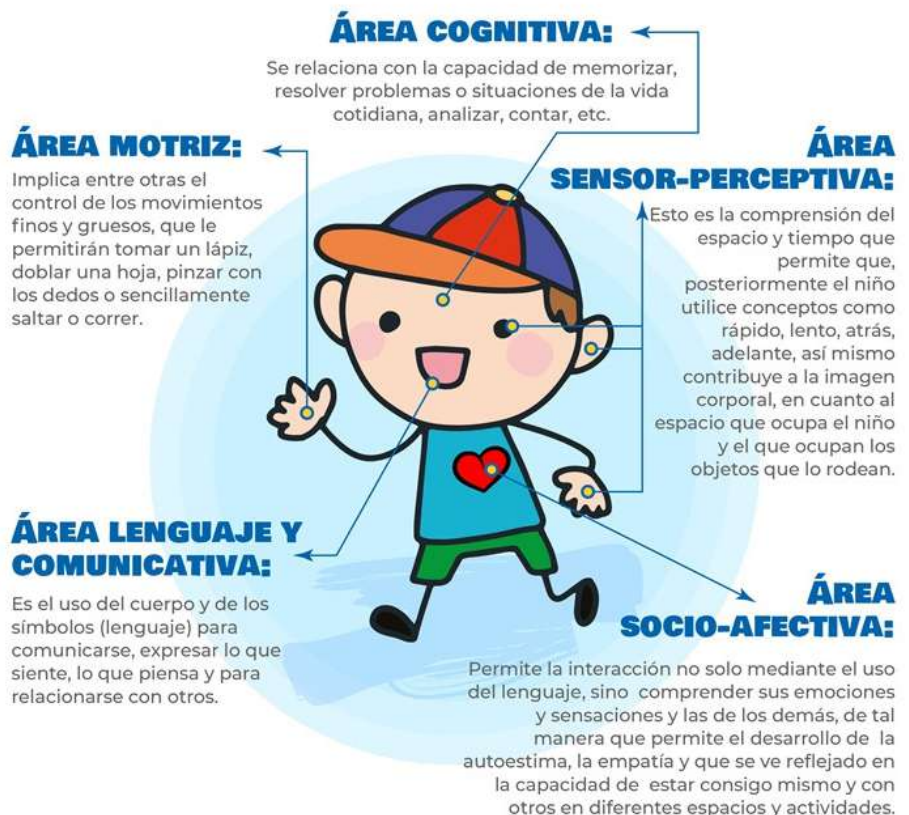 ÁREA COGNITIVA:
Se relaciona con la capacidad de memorizar,
resolver problemas o situaciones de la vida
cotidiana, analizar, contar, etc.
ÁREA MOTRIZ:
Implica entre otras el
control de los movimientos
finos y gruesos, que le
permitirán tomar un lápiz,
doblar una hoja, pinzar con
los dedos o sencillamente
saltar o correr.
ÁREA
SENSOR-PERCEPTIVA:
Esto es la comprensión del
espacio y tiempo que
permite que,
posteriormente el niño
utilice conceptos como
rápido, lento, atrás,
adelante, así mismo
contribuye a la imagen
corporal, en cuanto al
espacio que ocupa el niño
y el que ocupan los
objetos que lo rodean.
ÁREA LENGUAJE Y
COMUNICATIVA:
Es el uso del cuerpo y de los
símbolos (lenguaje) para
comunicarse, expresar lo que
siente, lo que piensa y para
relacionarse con otros.
ÁREA
SOCIO-AFECTIVA:
Permite la interacción no solo mediante el uso
del lenguaje, sino comprender sus emociones
y sensaciones y las de los demás, de tal
manera que permite el desarrollo de la
autoestima, la empatía y que se ve reflejado en
la capacidad de estar consigo mismo y con
otros en diferentes espacios y actividades.